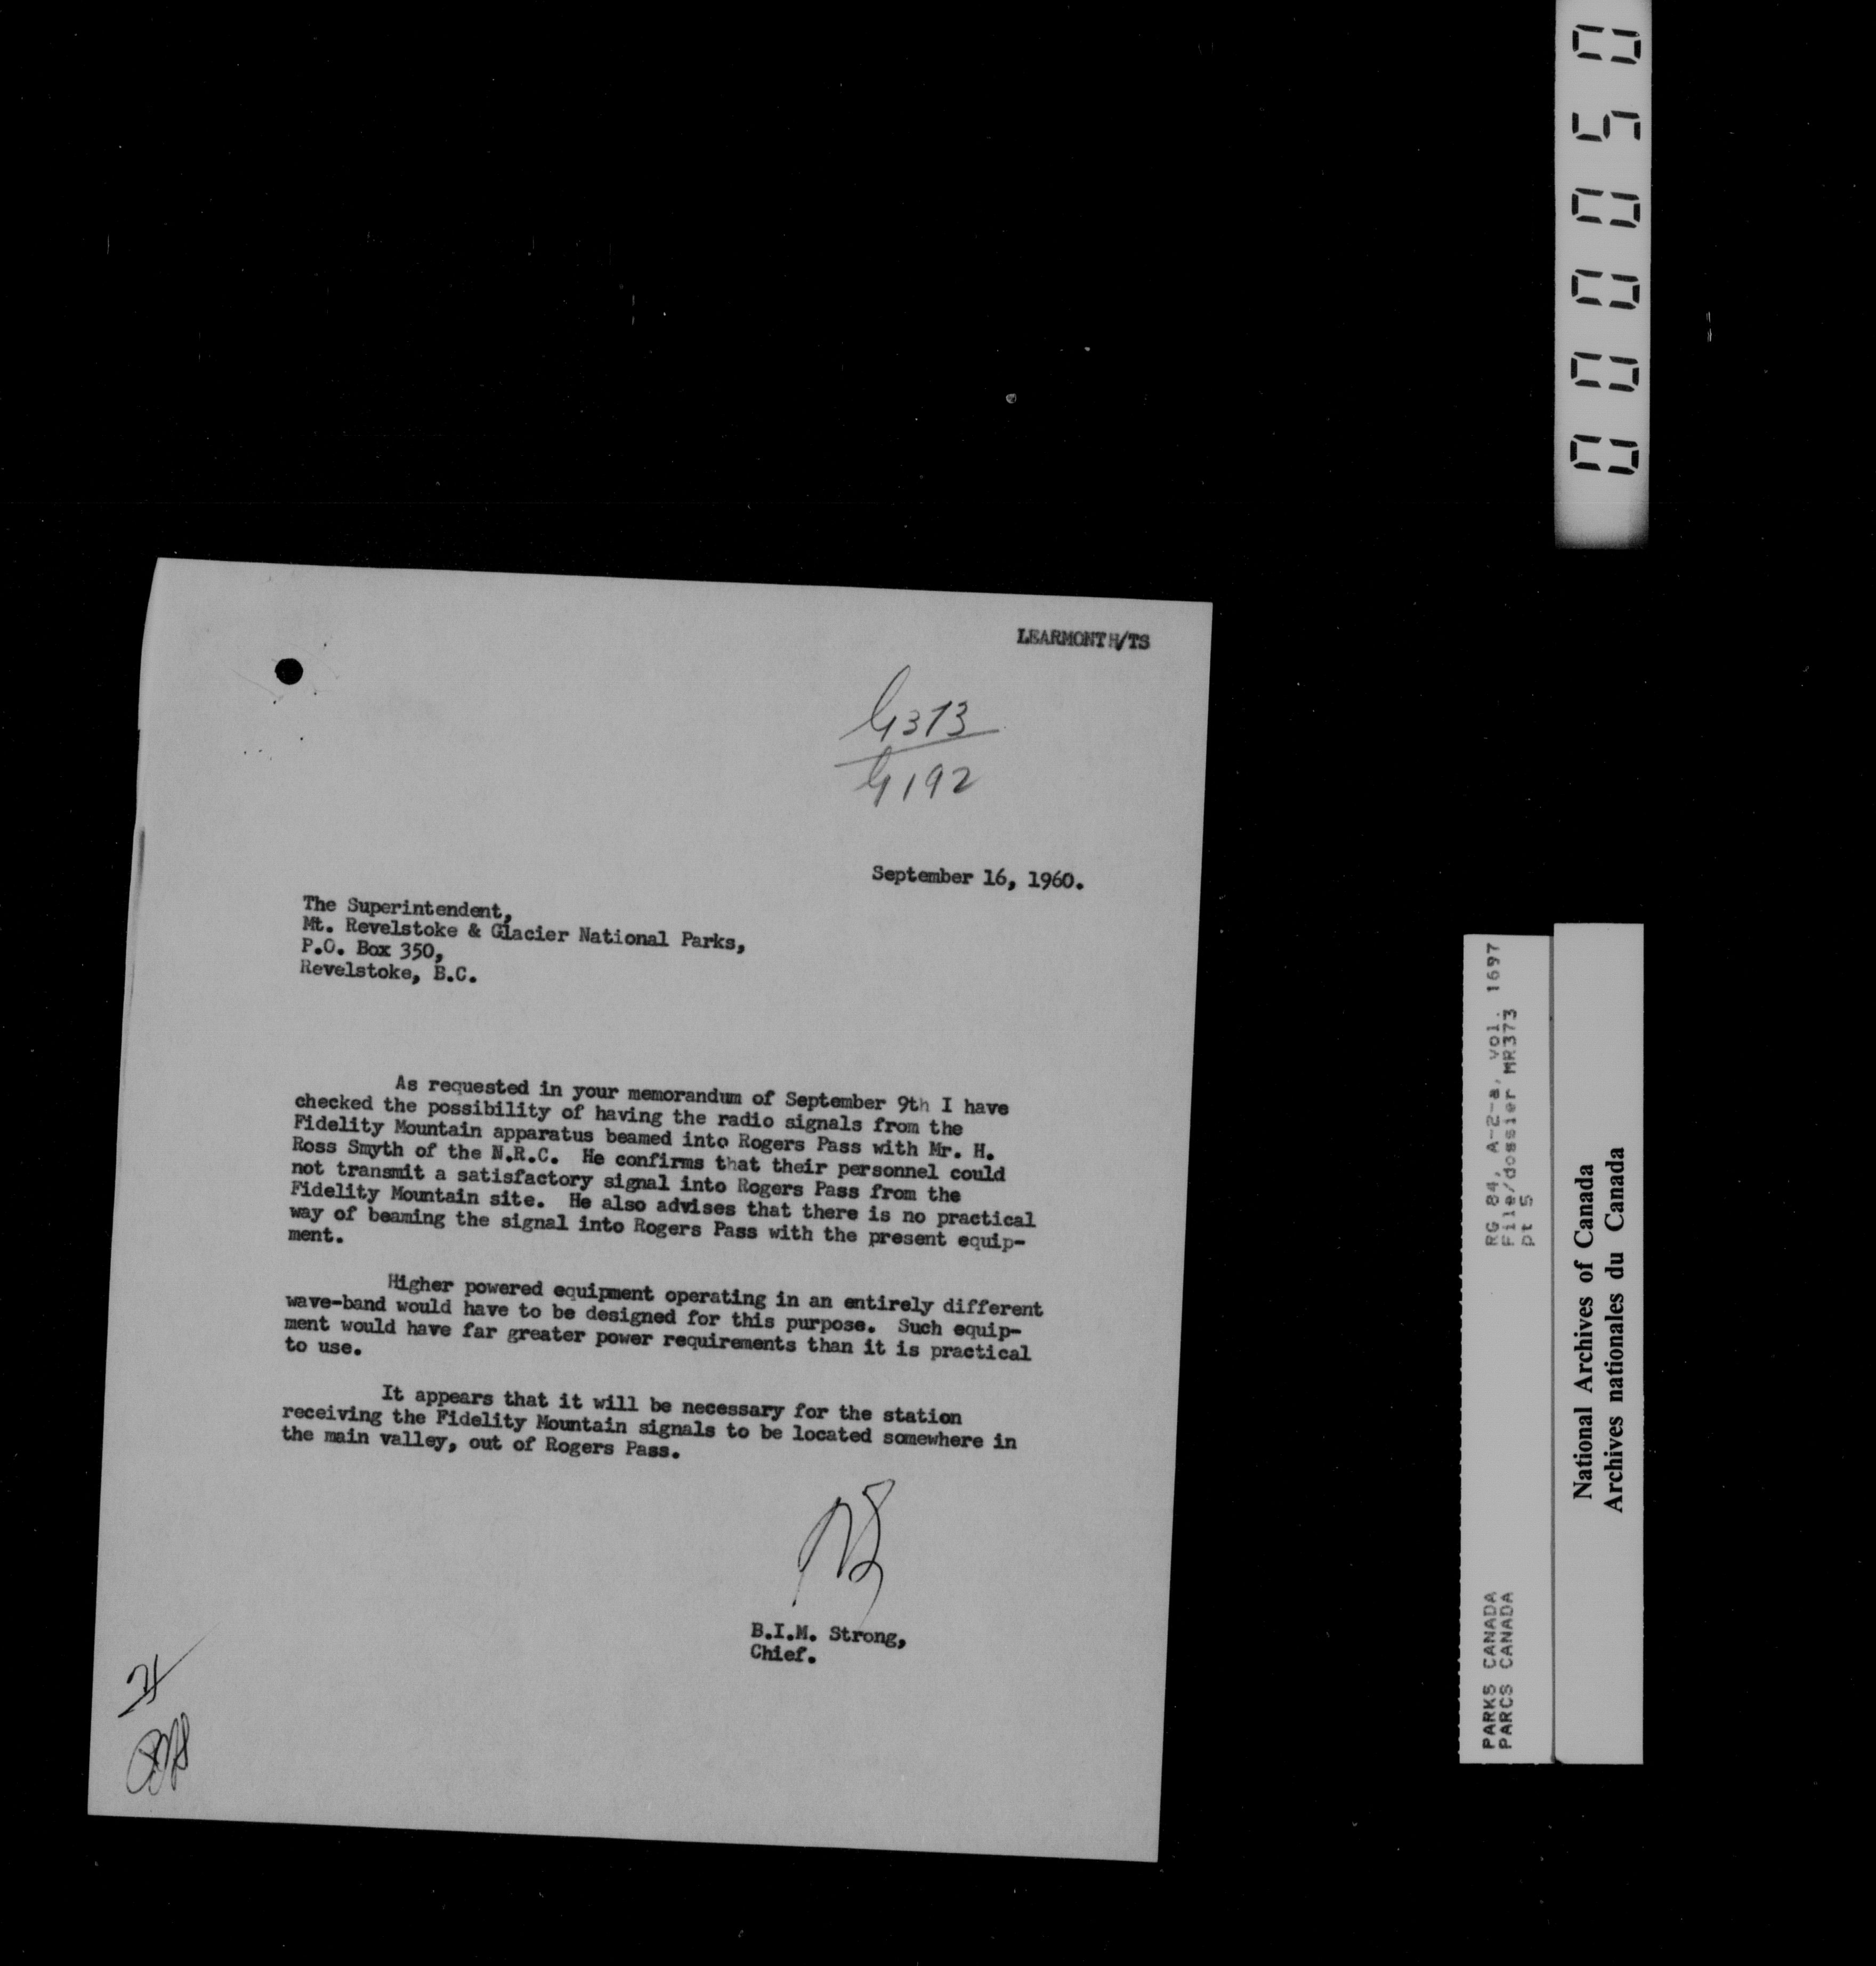 LEARMONTH/TS
G373
G192
September 16, 1960.
The Superintendent,
Mt. Revelstoke & Glacier National Parks,
P.O. Box 350,
Revelstoke, B.C.
As requested in your memorandum of September 9th I have
checked the possibility of having the radio signals from the
Fidelity Mountain apparatus beamed into Rogers Pass with Mr. H.
Ross Smyth of the N.R.C. He confirms that their personnel could
not transmit a satisfactory signal into Rogers Pass from the
Fidelity Mountain site. He also advises that there is no practical
way of beaming the signal into Rogers Pass with the present equip-
ment.
Higher powered equipment operating in an entirely different
wave-band would have to be designed for this purpose. Such equip-
ment would have far greater power requirements than it is practical
to use.
It appears that it will be necessary for the station
receiving the Fidelity Mountain signals to be located somewhere in
the main valley, out of Rogers Pass.
B.I.M. Strong,
Chief.
000050
PARKS CANADA
PARCS CANADA
RG 84, A-2-a, vol. 1697
File/dossier MR373
pt 5
National Archives of Canada
Archives nationales du Canada